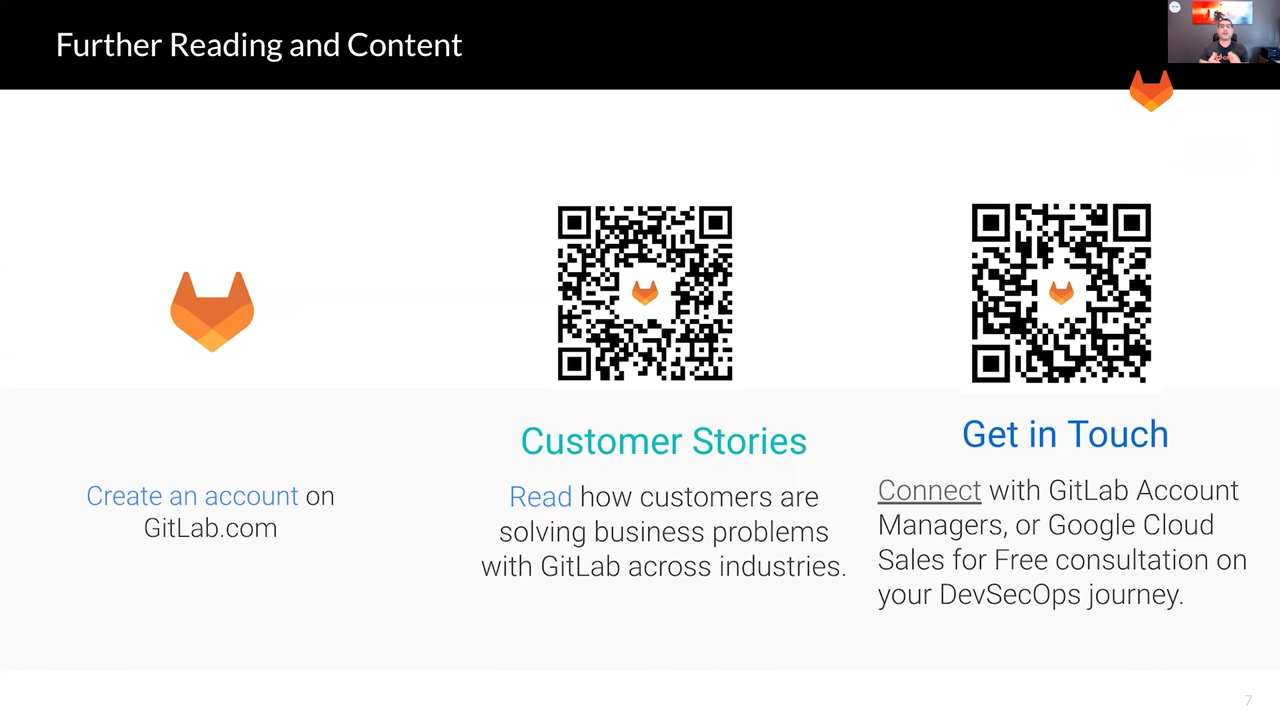 Further Reading and Content
Create an account on
GitLab.com
Customer Stories
Read how customers are
solving business problems
with GitLab across industries.
Get in Touch
Connect with GitLab Account
Managers, or Google Cloud
Sales for Free consultation on
your DevSecOps journey.
7